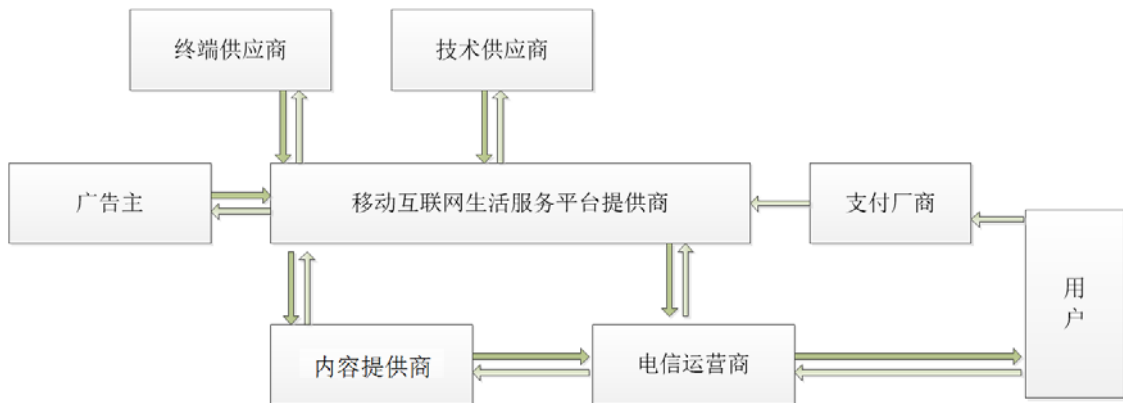 终端供应商
技术供应商
广告主
移动互联网生活服务平台提供商
支付厂商
用
户
内容提供商
电信运营商